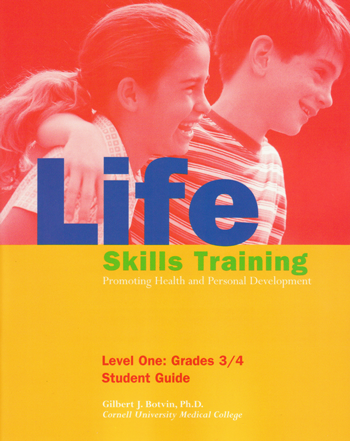 Life
Skills Training
Promoting Health and Personal Development
Level One: Grades 3/4
Student Guide
Gilbert J. Botvin, Ph.D.
Cornell University Medical College